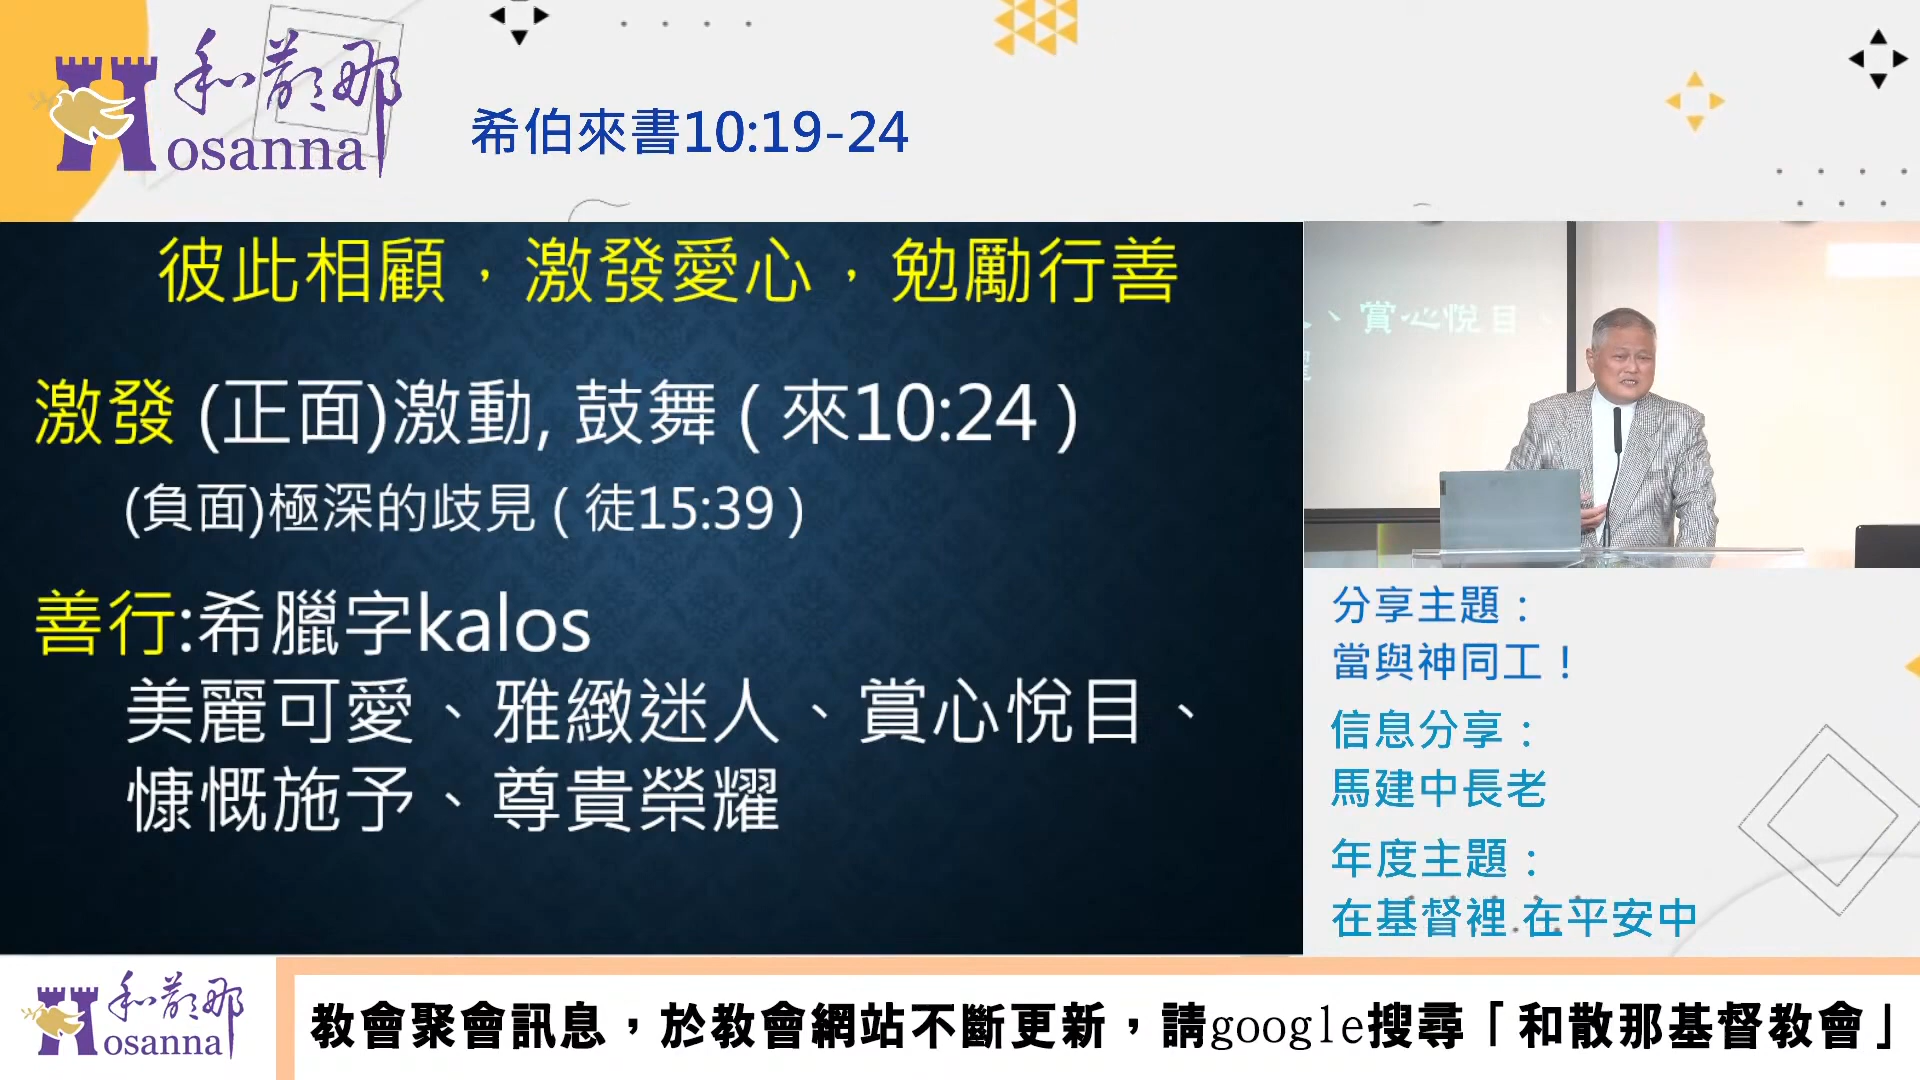 和散那
Hosanna
希伯來書10:19-24
彼此相顧，激發愛心，勉勵行善
激發 (正面)激動, 鼓舞 ( 來10:24 )
(負面)極深的歧見 ( 徒15:39 )
善行:希臘字kalos
美麗可愛、雅緻迷人、賞心悅目、
慷慨施予、尊貴榮耀
、賞心悅目、
耀
分享主題：
當與神同工！
信息分享：
馬建中長老
年度主題：
在基督裡 在平安中
和散那
Hosanna
教會聚會訊息，於教會網站不斷更新，請google搜尋「和散那基督教會」